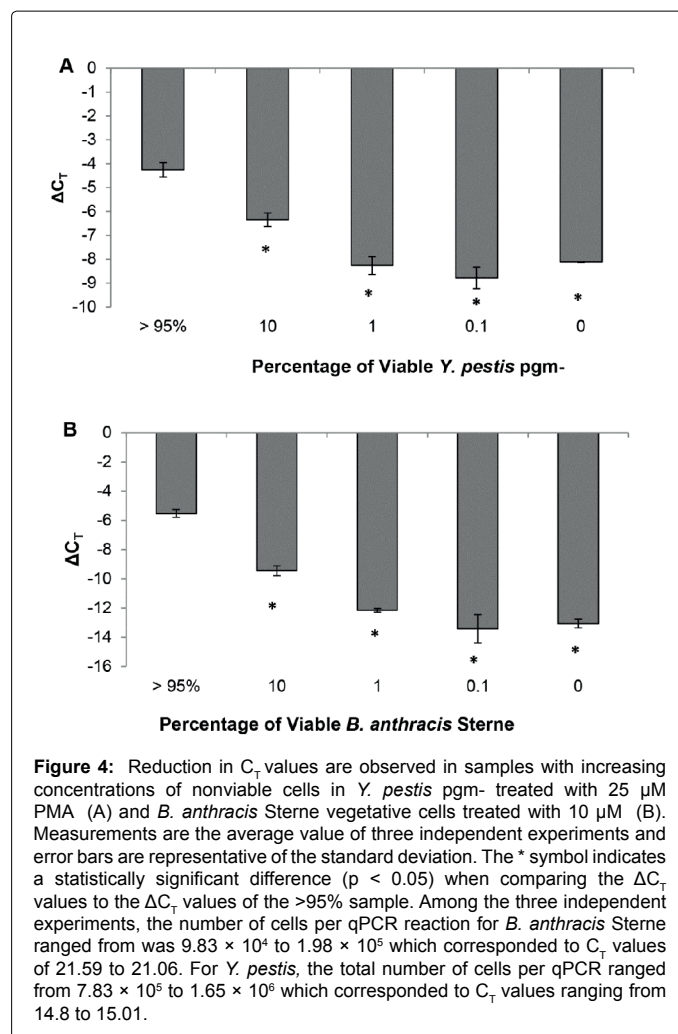 A
0
-1
-2
-3
-4
-5
-6
-7
-8
-9
-10
ΔC_T
* * * *
> 95% 10 1 0.1 0
Percentage of Viable Y. pestis pgm-
B
0
-2
-4
-6
-8
-10
-12
-14
-16
ΔC_T
* * * *
> 95% 10 1 0.1 0
Percentage of Viable B. anthracis Sterne
Figure 4: Reduction in C_T values are observed in samples with increasing
concentrations of nonviable cells in Y. pestis pgm- treated with 25 µM
PMA (A) and B. anthracis Sterne vegetative cells treated with 10 µM (B).
Measurements are the average value of three independent experiments and
error bars are representative of the standard deviation. The * symbol indicates
a statistically significant difference (p < 0.05) when comparing the ΔC_T
values to the ΔC_T values of the >95% sample. Among the three independent
experiments, the number of cells per qPCR reaction for B. anthracis Sterne
ranged from was 9.83 × 10⁴ to 1.98 × 10⁵ which corresponded to C_T values
of 21.59 to 21.06. For Y. pestis, the total number of cells per qPCR ranged
from 7.83 × 10⁵ to 1.65 × 10⁶ which corresponded to C_T values ranging from
14.8 to 15.01.